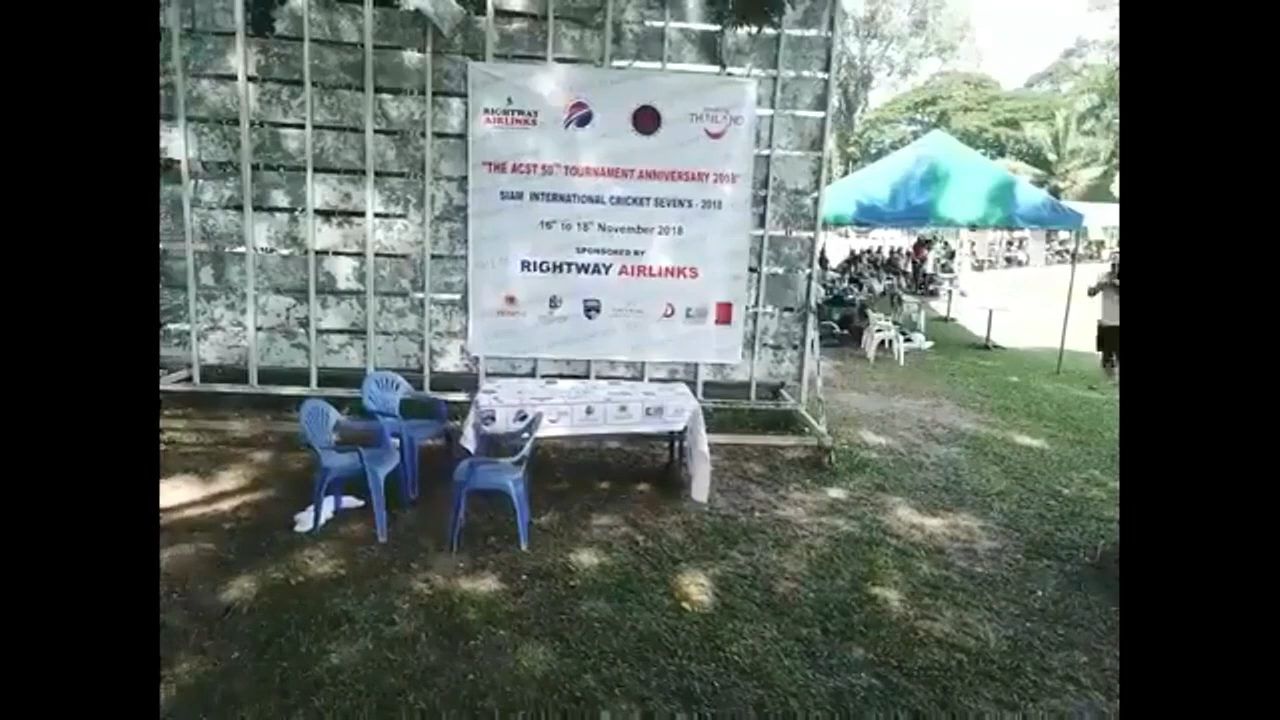 RIGHTWAY AIRLINKS
THAILAND
"THE ACST 50TH TOURNAMENT ANNIVERSARY 2018"
SIAM INTERNATIONAL CRICKET SEVEN'S - 2018
16th to 18th November 2018
SPONSORED BY
RIGHTWAY AIRLINKS